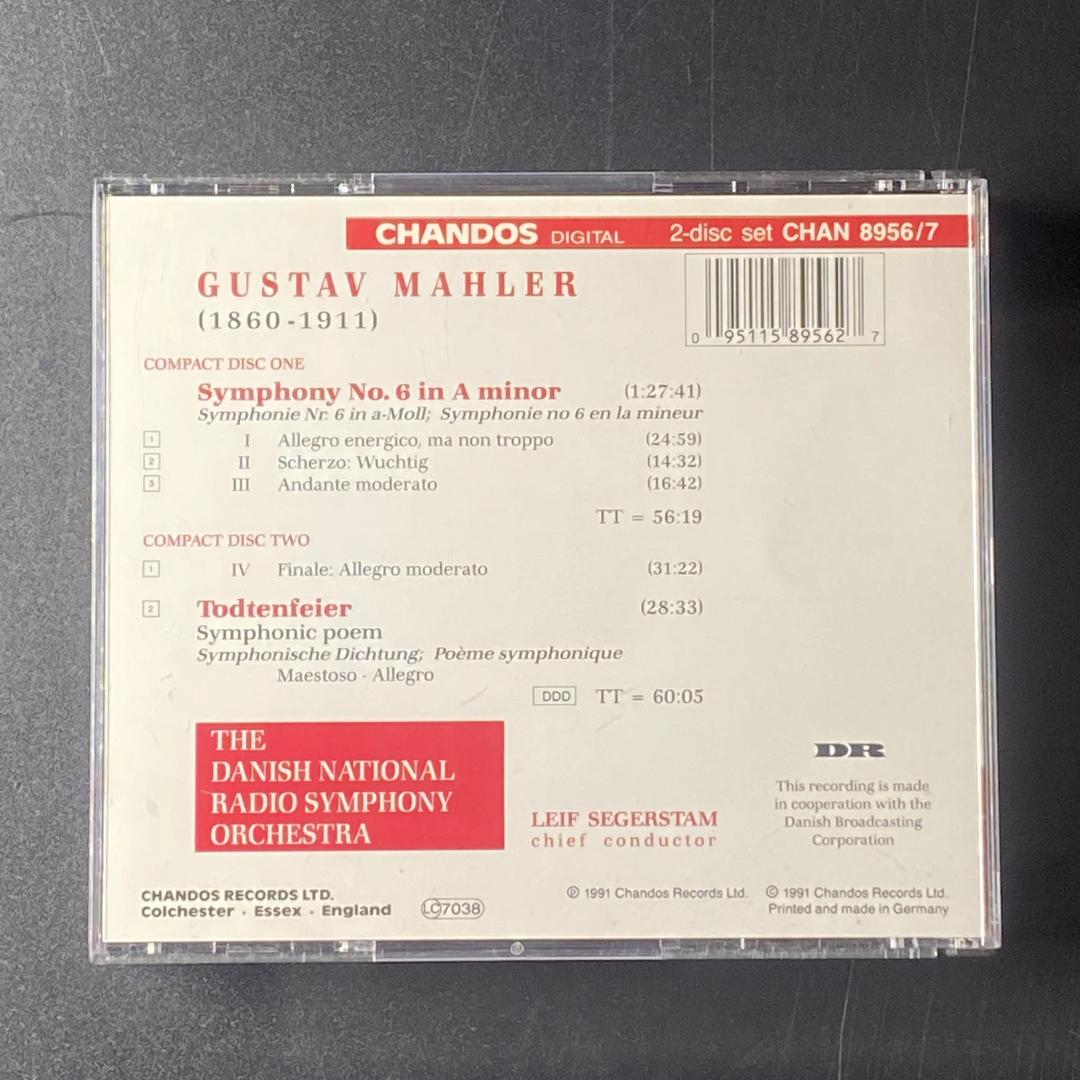 CHANDOS DIGITAL 2-disc set CHAN 8956/7
GUSTAV MAHLER
(1860-1911)
0 95115 89562 7
COMPACT DISC ONE
Symphony No. 6 in A minor (1:27:41)
Symphonie Nr. 6 in a-Moll; Symphonie no 6 en la mineur
1 I Allegro energico, ma non troppo (24:59)
2 II Scherzo: Wuchtig (14:32)
3 III Andante moderato (16:42)
TT = 56:19
COMPACT DISC TWO
1 IV Finale: Allegro moderato (31:22)
2 Todtenfeier (28:33)
Symphonic poem
Symphonische Dichtung; Poème symphonique
Maestoso - Allegro
DDD TT = 60:05
THE
DANISH NATIONAL
RADIO SYMPHONY
ORCHESTRA
LEIF SEGERSTAM
chief conductor
DR
This recording is made
in cooperation with the
Danish Broadcasting
Corporation
CHANDOS RECORDS LTD.
Colchester · Essex · England
LC7038
℗ 1991 Chandos Records Ltd. © 1991 Chandos Records Ltd.
Printed and made in Germany